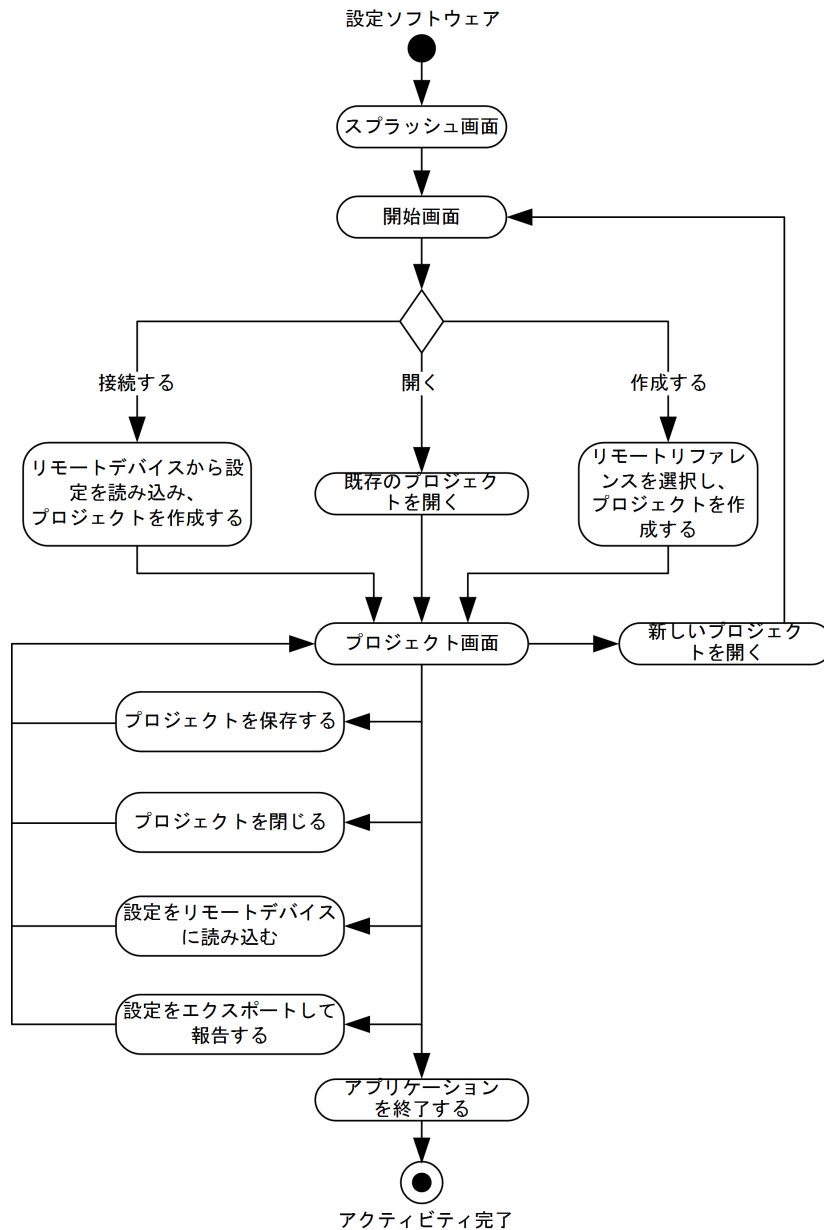 設定ソフトウェア
スプラッシュ画面
開始画面
接続する
開く
作成する
リモートデバイスから設
定を読み込み、
プロジェクトを作成する
既存のプロジェク
トを開く
リモートリファレ
ンスを選択し、
プロジェクトを作
成する
プロジェクト画面
新しいプロジェク
トを開く
プロジェクトを保存する
プロジェクトを閉じる
設定をリモートデバイス
に読み込む
設定をエクスポートして
報告する
アプリケーション
を終了する
アクティビティ完了